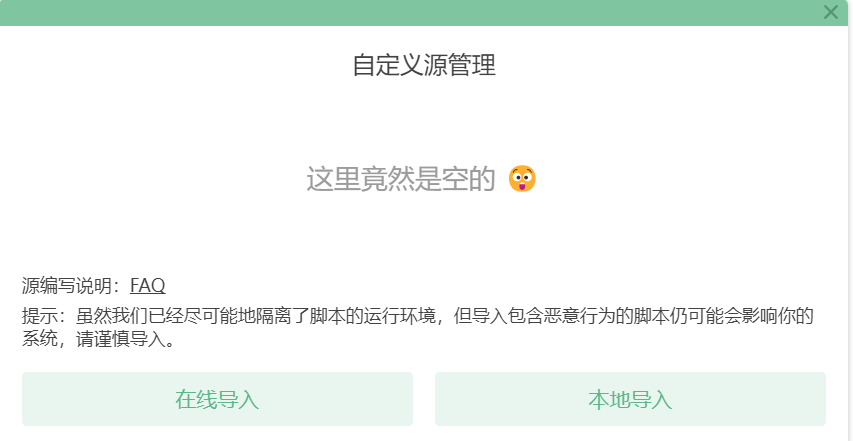 自定义源管理
这里竟然是空的 😲
源编写说明：FAQ
提示：虽然我们已经尽可能地隔离了脚本的运行环境，但导入包含恶意行为的脚本仍可能会影响你的
系统，请谨慎导入。
在线导入
本地导入